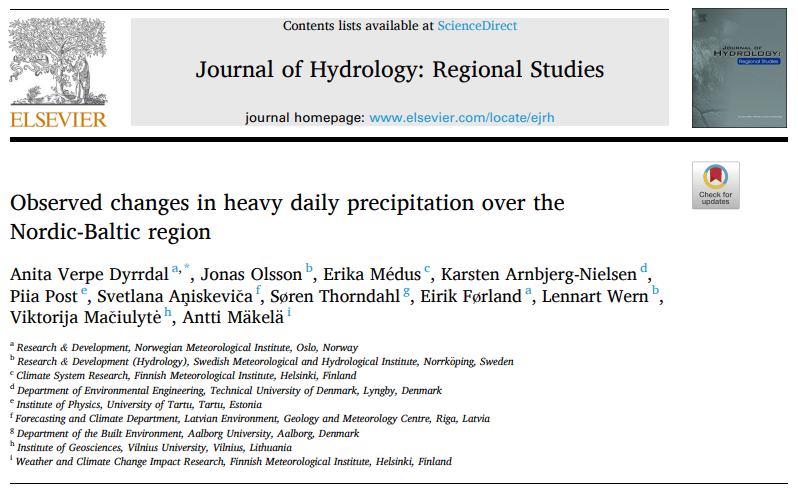 Contents lists available at ScienceDirect
Journal of Hydrology: Regional Studies
journal homepage: www.elsevier.com/locate/ejrh
ELSEVIER
JOURNAL OF
HYDROLOGY:
Regional Studies
Check for
updates
Observed changes in heavy daily precipitation over the
Nordic-Baltic region
Anita Verpe Dyrrdal a,*, Jonas Olsson b, Erika Médus c, Karsten Arnbjerg-Nielsen d,
Piia Post e, Svetlana Aņiskeviča f, Søren Thorndahl g, Eirik Førland a, Lennart Wern b,
Viktorija Mačiulytė h, Antti Mäkelä i
a Research & Development, Norwegian Meteorological Institute, Oslo, Norway
b Research & Development (Hydrology), Swedish Meteorological and Hydrological Institute, Norrköping, Sweden
c Climate System Research, Finnish Meteorological Institute, Helsinki, Finland
d Department of Environmental Engineering, Technical University of Denmark, Lyngby, Denmark
e Institute of Physics, University of Tartu, Tartu, Estonia
f Forecasting and Climate Department, Latvian Environment, Geology and Meteorology Centre, Riga, Latvia
g Department of the Built Environment, Aalborg University, Aalborg, Denmark
h Institute of Geosciences, Vilnius University, Vilnius, Lithuania
i Weather and Climate Change Impact Research, Finnish Meteorological Institute, Helsinki, Finland